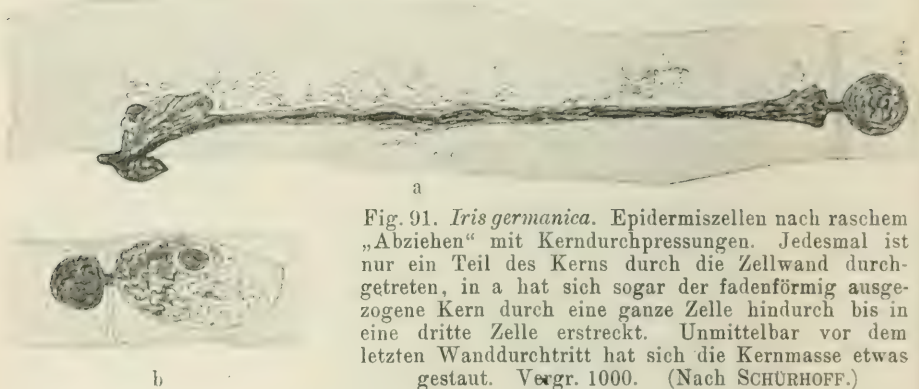 a
Fig. 91. Iris germanica. Epidermiszellen nach raschem
„Abziehen“ mit Kerndurchpressungen. Jedesmal ist
nur ein Teil des Kerns durch die Zellwand durch-
getreten, in a hat sich sogar der fadenförmig ausge-
zogene Kern durch eine ganze Zelle hindurch bis in
eine dritte Zelle erstreckt. Unmittelbar vor dem
letzten Wanddurchtritt hat sich die Kernmasse etwas
gestaut. Vergr. 1000. (Nach SCHÜRHOFF.)
b